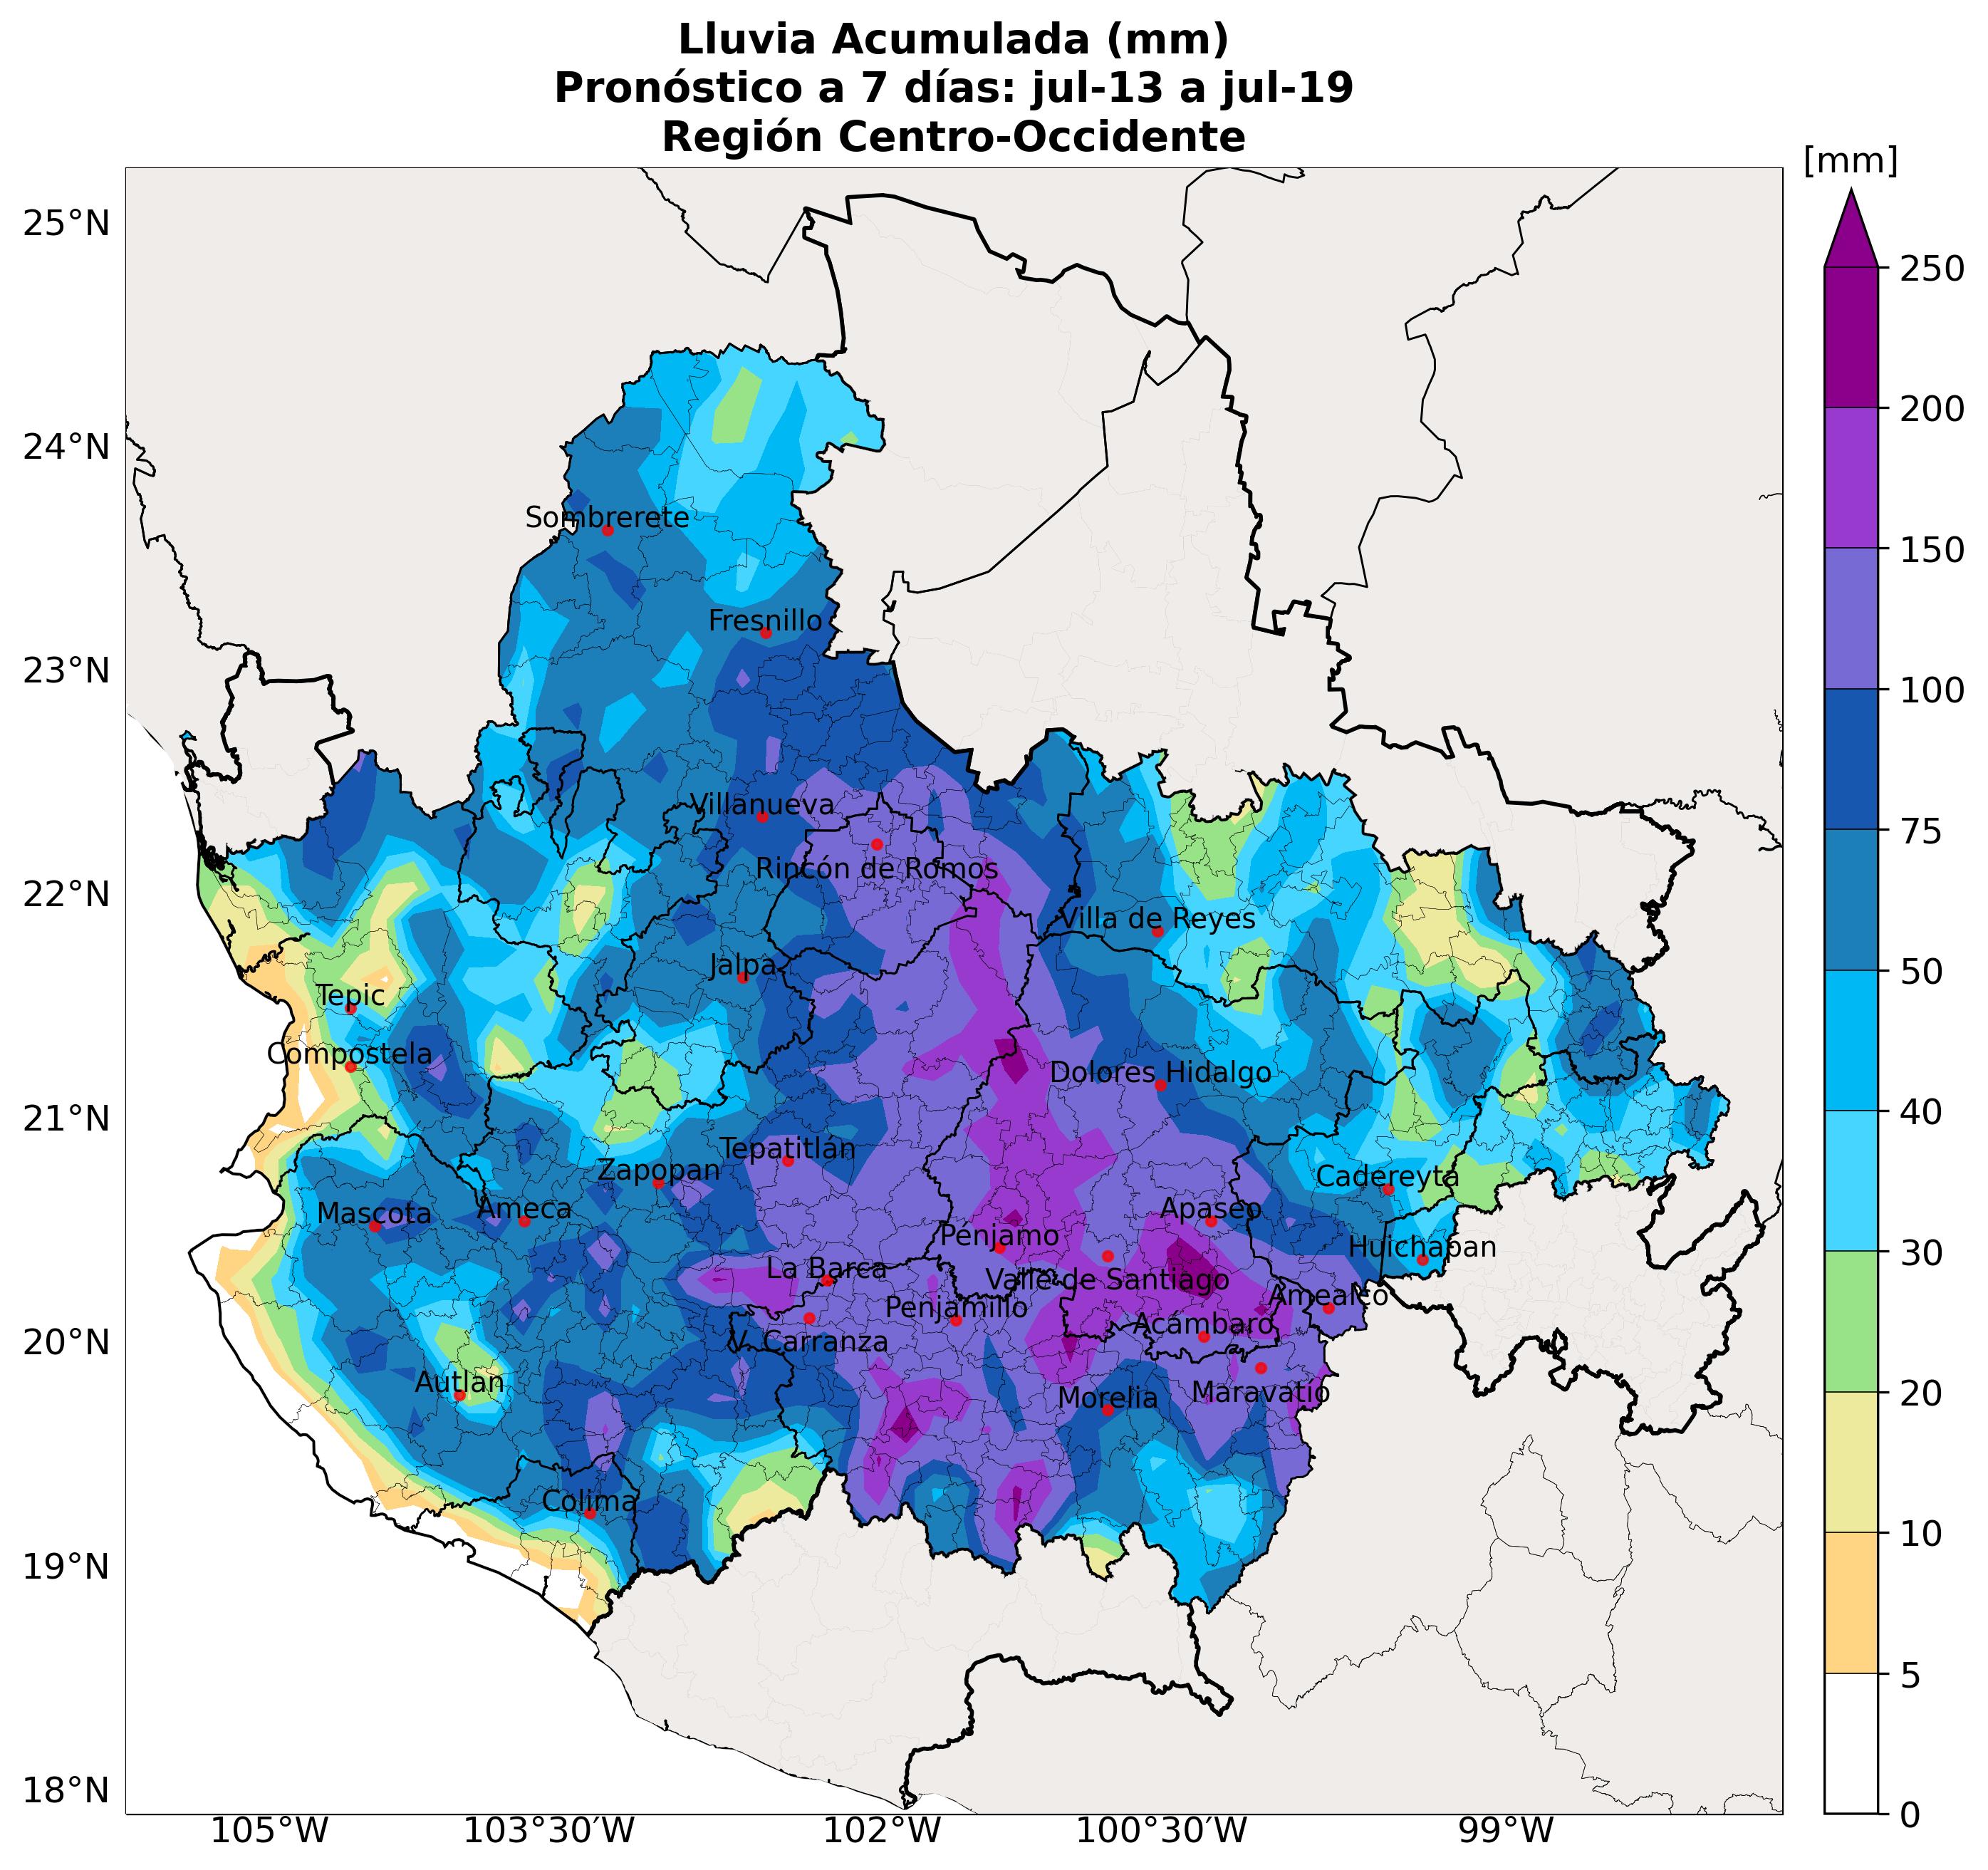 Lluvia Acumulada (mm)
Pronóstico a 7 días: jul-13 a jul-19
Región Centro-Occidente
[mm]
25°N
24°N
23°N
22°N
21°N
20°N
19°N
18°N
105°W
103°30'W
102°W
100°30'W
99°W
250
200
150
100
75
50
40
30
20
10
5
0
Sombrerete
Fresnillo
Villanueva
Rincón de Romos
Villa de Reyes
Jalpa
Tepic
Compostela
Dolores Hidalgo
Tepatitlán
Zapopan
Cadereyta
Mascota
Ameca
Apaseo
Pénjamo
Huichapan
La Barca
Valle de Santiago
Amealco
Penjamillo
Acámbaro
V. Carranza
Autlán
Morelia
Maravatío
Colima